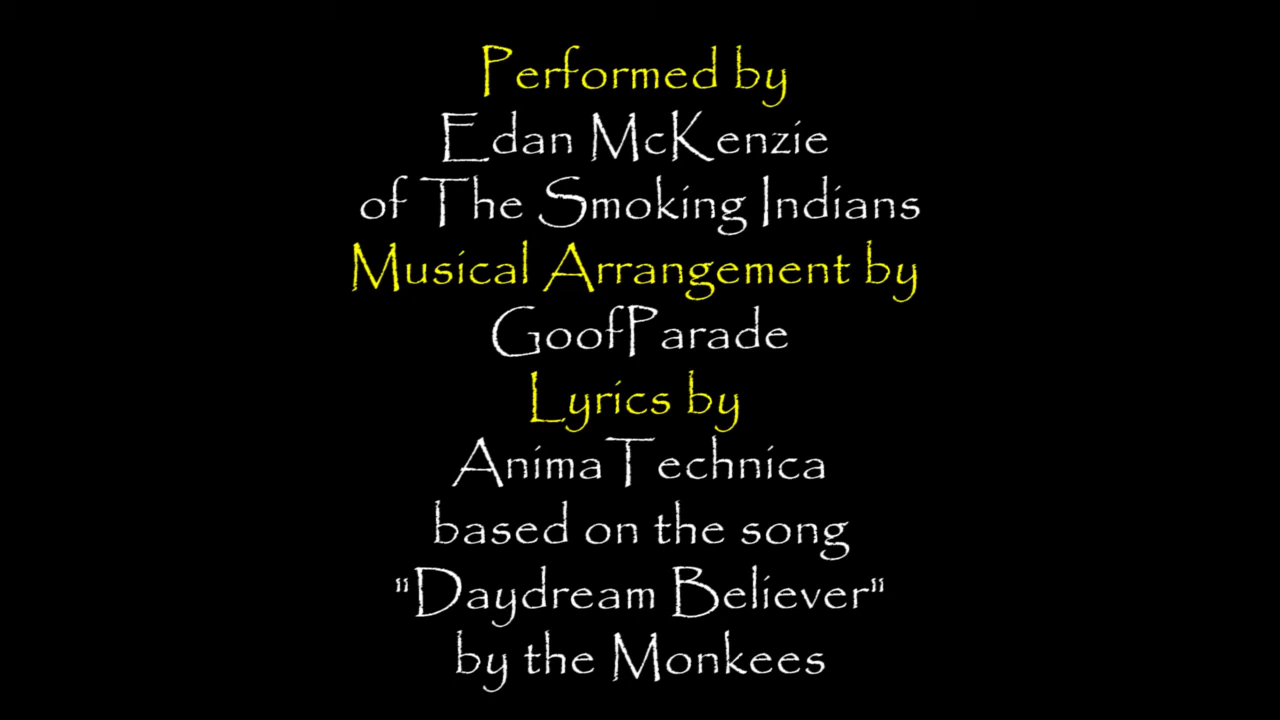 Performed by
Edan McKenzie
of The Smoking Indians
Musical Arrangement by
GoofParade
Lyrics by
AnimaTechnica
based on the song
"Daydream Believer"
by the Monkees